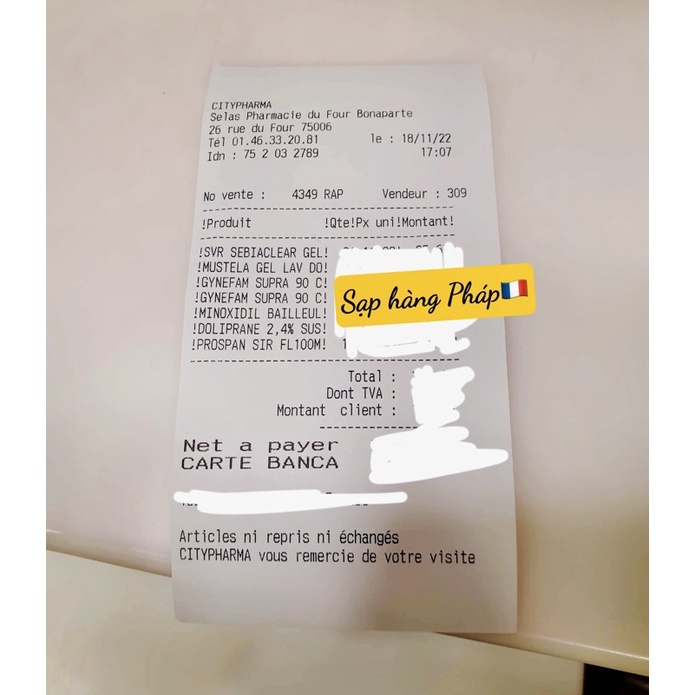 CITYPHARMA
Selas Pharmacie du Four Bonaparte
26 rue du Four 75006
Tél 01.46.33.20.81 le : 18/11/22
Idn : 75 2 03 2789 17:07
No vente : 4349 RAP Vendeur : 309
!Produit !Qte!Px uni!Montant!
!SVR SEBIACLEAR GEL!
!MUSTELA GEL LAV DO!
!GYNEFAM SUPRA 90 C!
!GYNEFAM SUPRA 90 C!
Sạp hàng Pháp
!MINOXIDIL BAILLEUL!
!DOLIPRANE 2,4% SUS!
!PROSPAN SIR FL100M!
Total :
Dont TVA :
Montant client :
Net a payer
CARTE BANCA
Articles ni repris ni échangés
CITYPHARMA vous remercie de votre visite